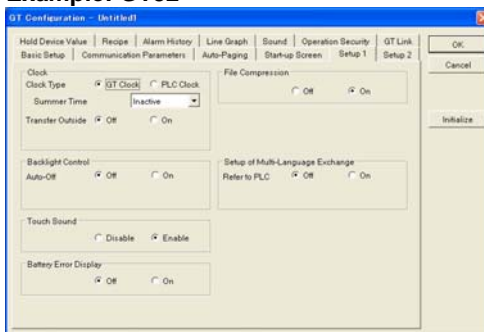 Example: GT32
GT Configuration - Untitled1
Hold Device Value Recipe Alarm History Line Graph Sound Operation Security GT Link
Basic Setup Communication Parameters Auto-Paging Start-up Screen Setup 1 Setup 2
OK
Cancel
Initialize
Clock
Clock Type GT Clock PLC Clock
Summer Time Inactive
Transfer Outside Off On
File Compression
Off On
Backlight Control
Auto-Off Off On
Setup of Multi-Language Exchange
Refer to PLC Off On
Touch Sound
Disable Enable
Battery Error Display
Off On